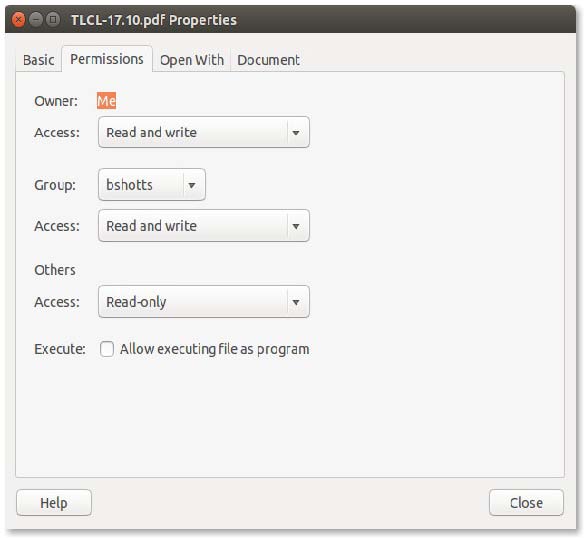 TLCL-17.10.pdf Properties
Basic Permissions Open With Document
Owner: Me
Access: Read and write
Group: bshotts
Access: Read and write
Others
Access: Read-only
Execute: Allow executing file as program
Help Close